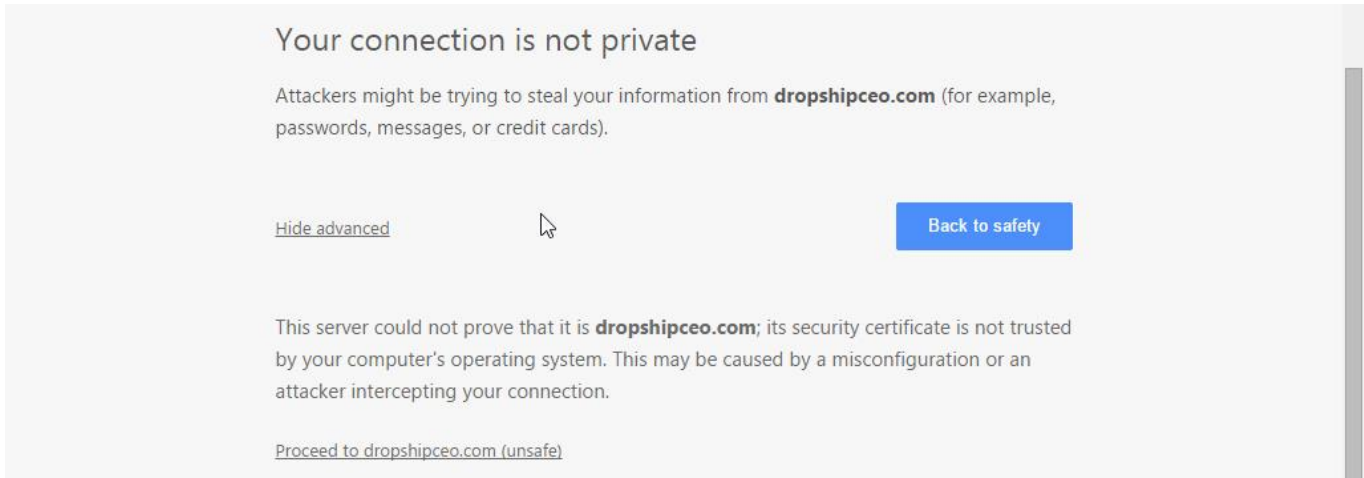 Your connection is not private
Attackers might be trying to steal your information from dropshipceo.com (for example,
passwords, messages, or credit cards).
Hide advanced
Back to safety
This server could not prove that it is dropshipceo.com; its security certificate is not trusted
by your computer's operating system. This may be caused by a misconfiguration or an
attacker intercepting your connection.
Proceed to dropshipceo.com (unsafe)